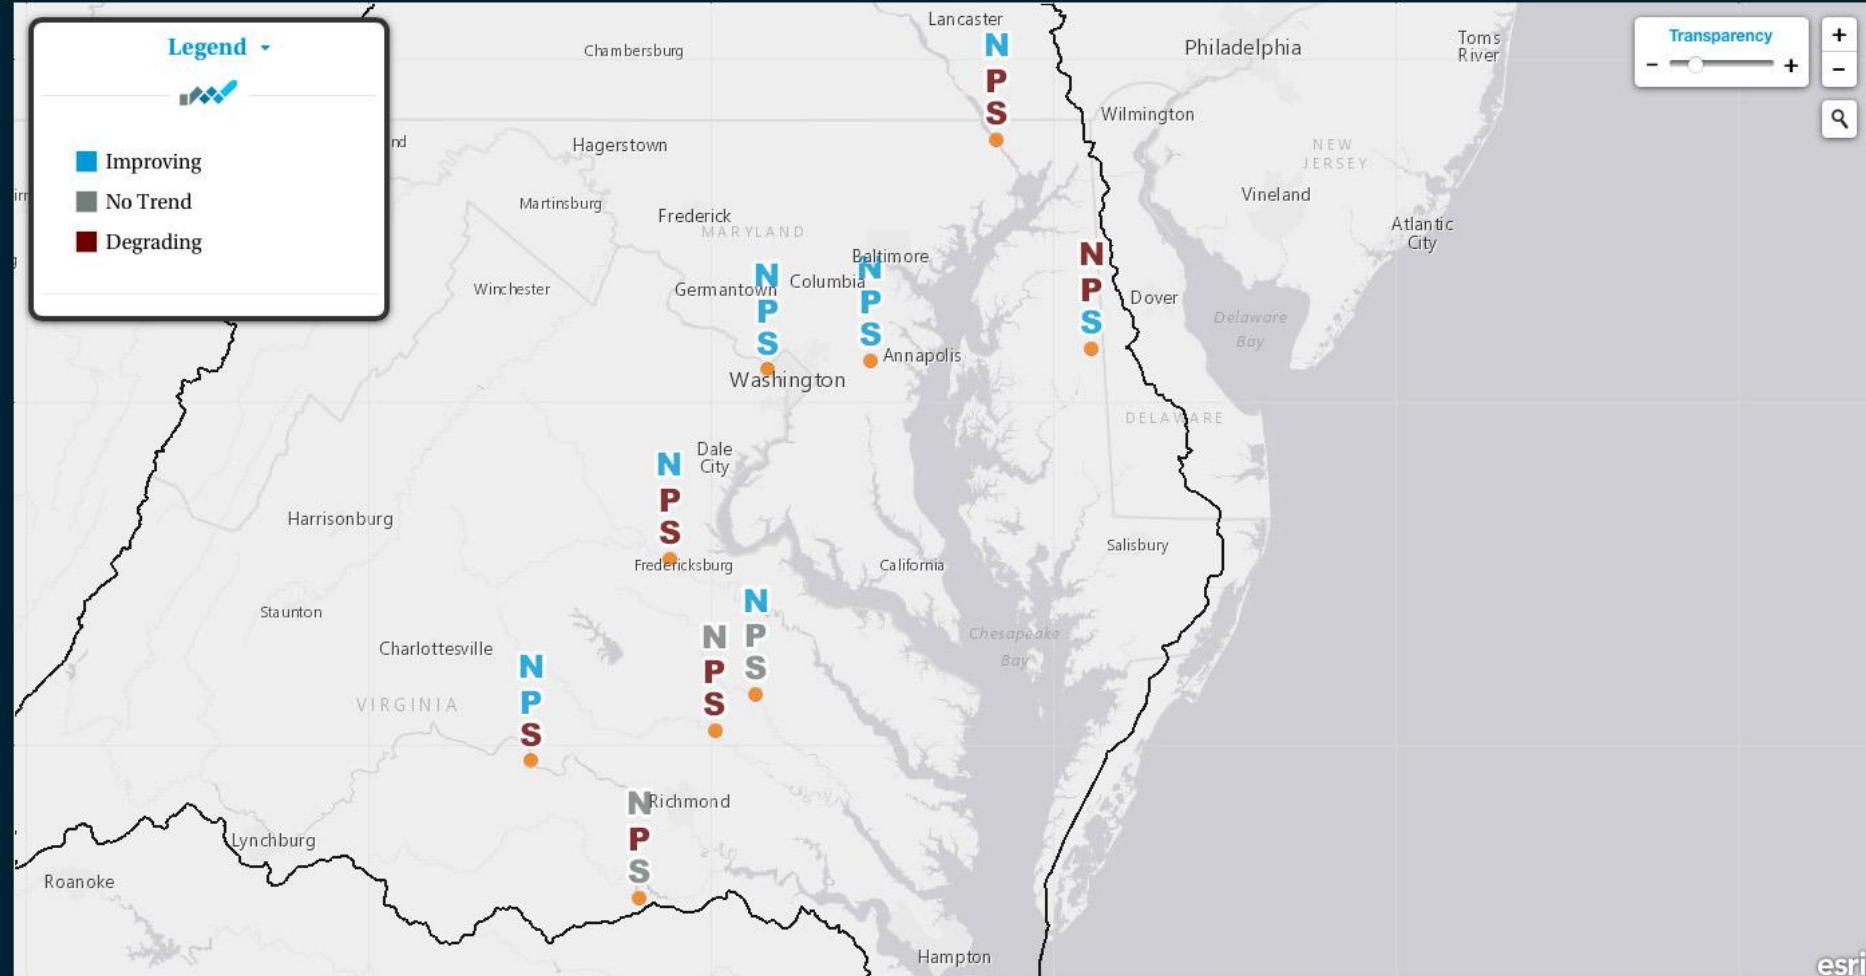 Legend
Improving
No Trend
Degrading
Transparency
−
+
+
−
Lancaster
Chambersburg
Philadelphia
Toms
River
N
P
S
Wilmington
nd
Hagerstown
NEW
JERSEY
Martinsburg
Vineland
Frederick
MARYLAND
Atlantic
City
Baltimore
N
P
S
Columbia
N
P
S
N
P
S
Germantown
Winchester
Dover
Delaware
Bay
Annapolis
Washington
DELAWARE
Dale
City
N
P
S
Harrisonburg
Salisbury
Fredericksburg
California
Staunton
N
P
S
N
P
S
Chesapeake
Bay
Charlottesville
N
P
S
VIRGINIA
Richmond
N
P
S
Lynchburg
Roanoke
Hampton
esri